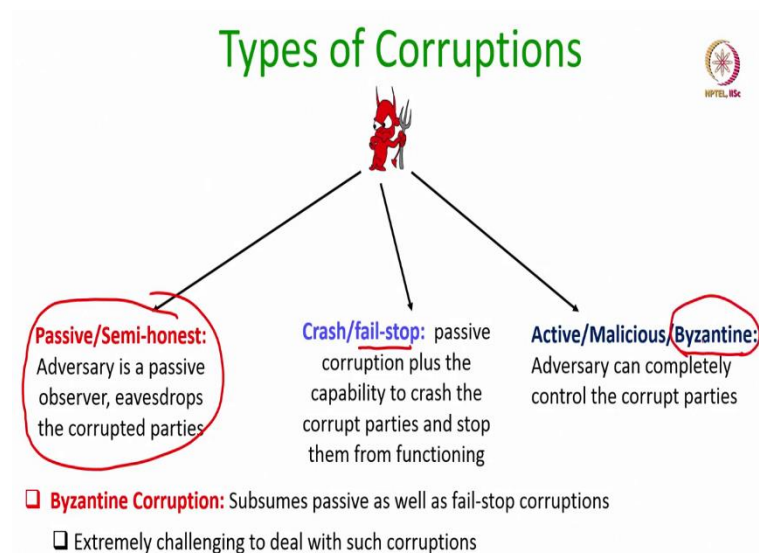 Types of Corruptions
NPTEL, IISc
Passive/Semi-honest:
Adversary is a passive
observer, eavesdrops
the corrupted parties
Crash/fail-stop: passive
corruption plus the
capability to crash the
corrupt parties and stop
them from functioning
Active/Malicious/Byzantine:
Adversary can completely
control the corrupt parties
Byzantine Corruption: Subsumes passive as well as fail-stop corruptions
Extremely challenging to deal with such corruptions